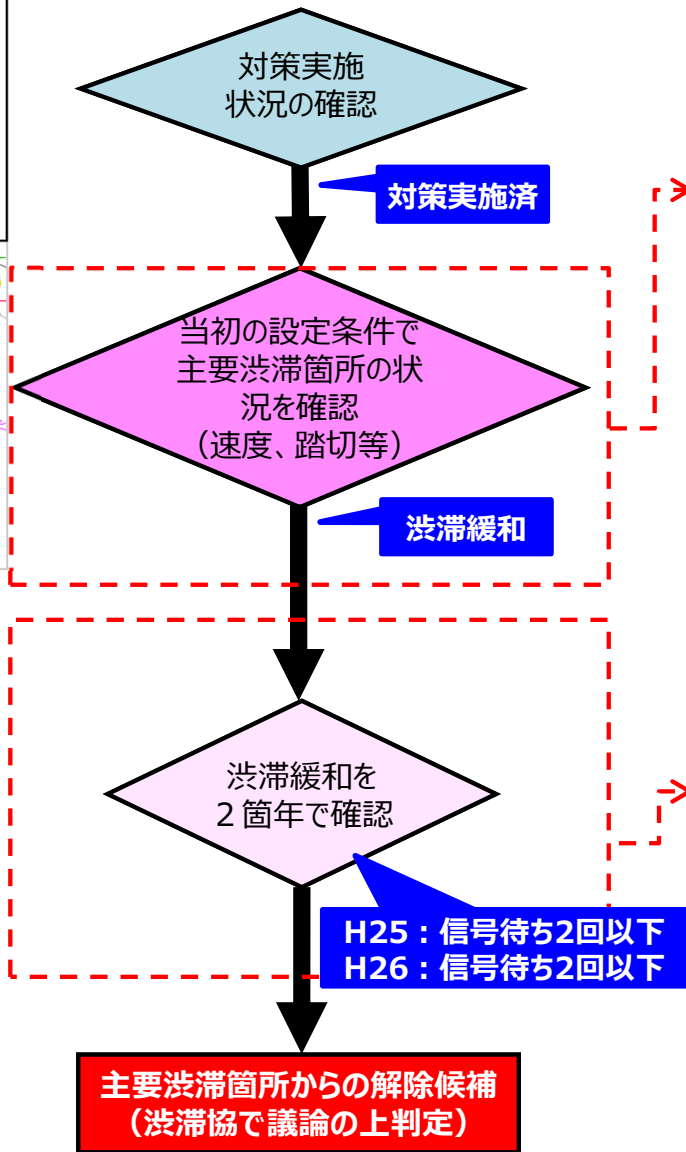 対策実施
状況の確認
対策実施済
当初の設定条件で
主要渋滞箇所の状
況を確認
（速度、踏切等）
渋滞緩和
渋滞緩和を
２箇年で確認
H25：信号待ち2回以下
H26：信号待ち2回以下
主要渋滞箇所からの解除候補
（渋滞協で議論の上判定）